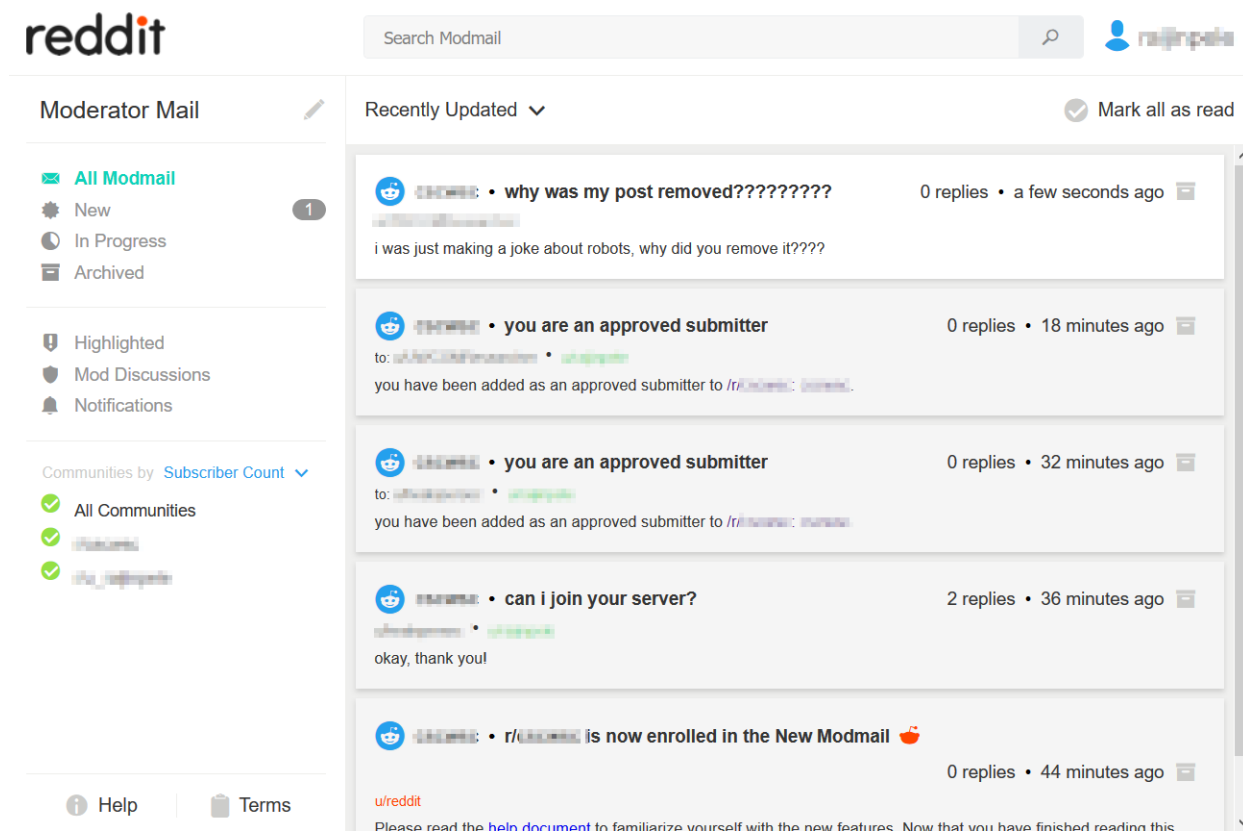 reddit
Search Modmail
Moderator Mail
Recently Updated
Mark all as read
All Modmail
New 1
In Progress
Archived
Highlighted
Mod Discussions
Notifications
Communities by Subscriber Count
All Communities
Help
Terms
• why was my post removed????????? 0 replies • a few seconds ago
i was just making a joke about robots, why did you remove it????
• you are an approved submitter 0 replies • 18 minutes ago
to: •
you have been added as an approved submitter to /r/ : .
• you are an approved submitter 0 replies • 32 minutes ago
to: •
you have been added as an approved submitter to /r/ :
• can i join your server? 2 replies • 36 minutes ago
•
okay, thank you!
• r/ is now enrolled in the New Modmail
0 replies • 44 minutes ago
u/reddit
Please read the help document to familiarize yourself with the new features. Now that you have finished reading this